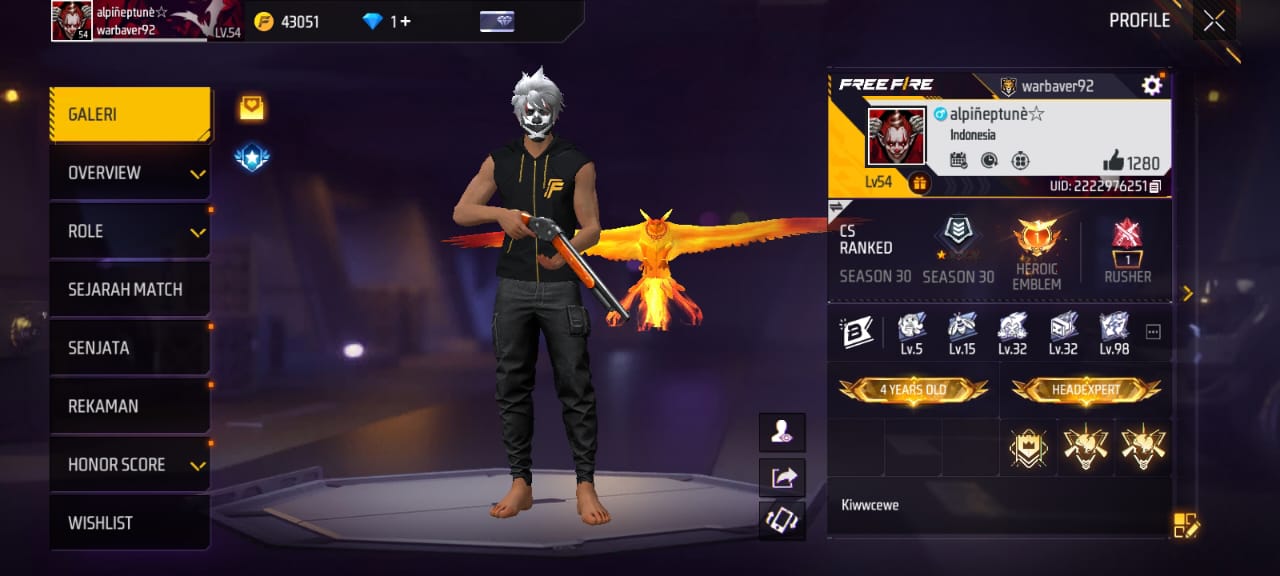 alpiñeptunè☆
warbaver92
54
LV.54
43051
1+
PROFILE
GALERI
OVERVIEW
ROLE
SEJARAH MATCH
SENJATA
REKAMAN
HONOR SCORE
WISHLIST
FREE FIRE
warbaver92
alpiñeptunè☆
Indonesia
1280
Lv54
UID: 2222976251
CS RANKED
SEASON 30
SEASON 30
1
HEROIC EMBLEM
1
RUSHER
Lv.5
Lv.15
Lv.32
Lv.32
Lv.98
4 YEARS OLD
HEADEXPERT
Kiwwcewe